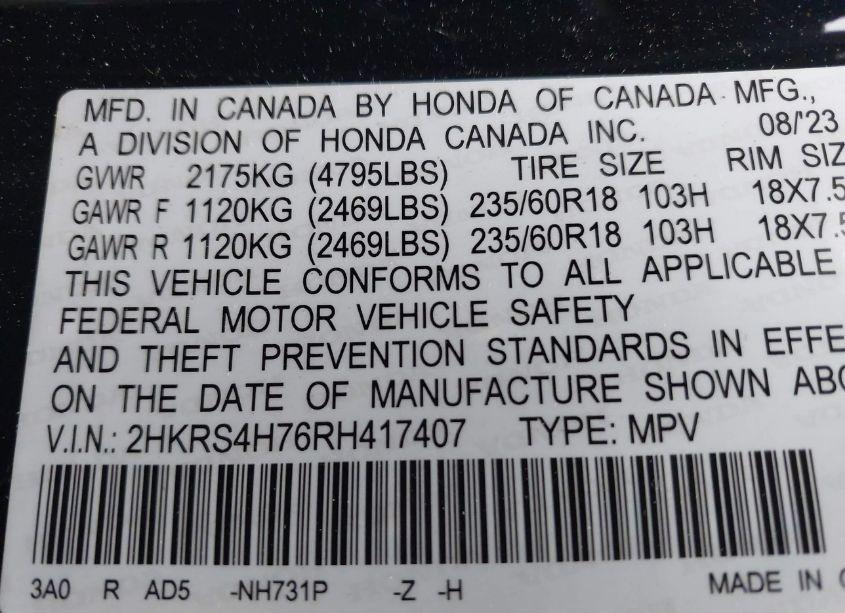 MFD. IN CANADA BY HONDA OF CANADA MFG.,
A DIVISION OF HONDA CANADA INC. 08/'23
GVWR 2175KG (4795LBS) TIRE SIZE RIM SIZ
GAWR F 1120KG (2469LBS) 235/60R18 103H 18X7.5
GAWR R 1120KG (2469LBS) 235/60R18 103H 18X7.5
THIS VEHICLE CONFORMS TO ALL APPLICABLE
FEDERAL MOTOR VEHICLE SAFETY
AND THEFT PREVENTION STANDARDS IN EFFE
ON THE DATE OF MANUFACTURE SHOWN ABO
V.I.N.: 2HKRS4H76RH417407 TYPE: MPV
3A0 R AD5 -NH731P -Z -H MADE IN C